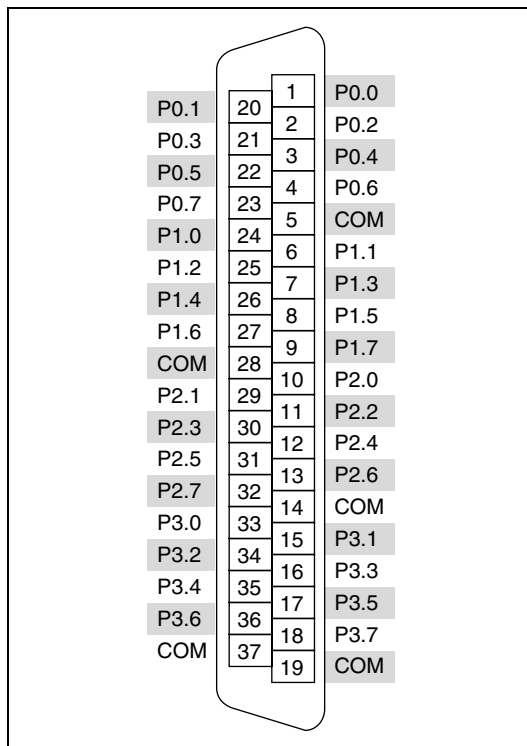 1 P0.0
P0.1 20
2 P0.2
P0.3 21
3 P0.4
P0.5 22
4 P0.6
P0.7 23
5 COM
P1.0 24
6 P1.1
P1.2 25
7 P1.3
P1.4 26
8 P1.5
P1.6 27
9 P1.7
COM 28
10 P2.0
P2.1 29
11 P2.2
P2.3 30
12 P2.4
P2.5 31
13 P2.6
P2.7 32
14 COM
P3.0 33
15 P3.1
P3.2 34
16 P3.3
P3.4 35
17 P3.5
P3.6 36
18 P3.7
COM 37
19 COM